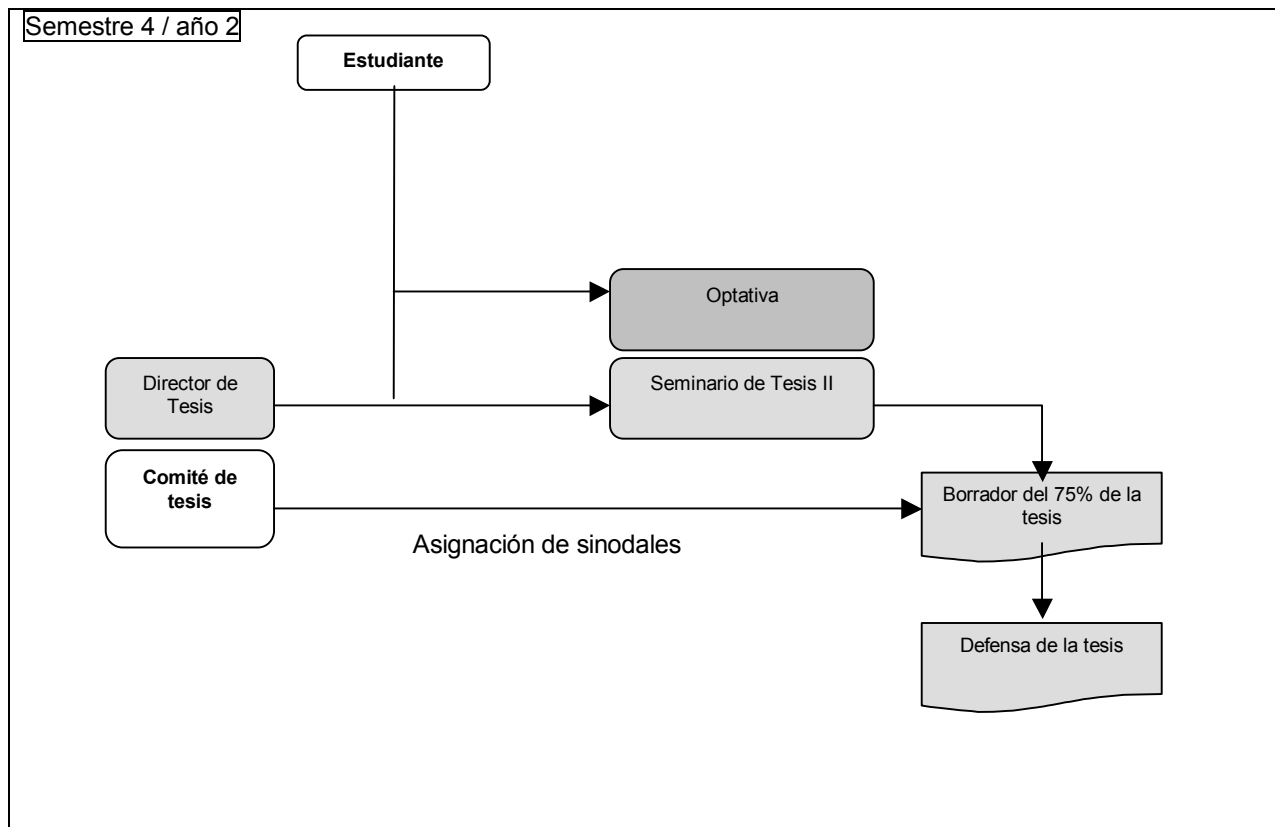 Semestre 4 / año 2
Estudiante
Optativa
Director de
Tesis
Seminario de Tesis II
Comité de
tesis
Borrador del 75% de la
tesis
Asignación de sinodales
Defensa de la tesis